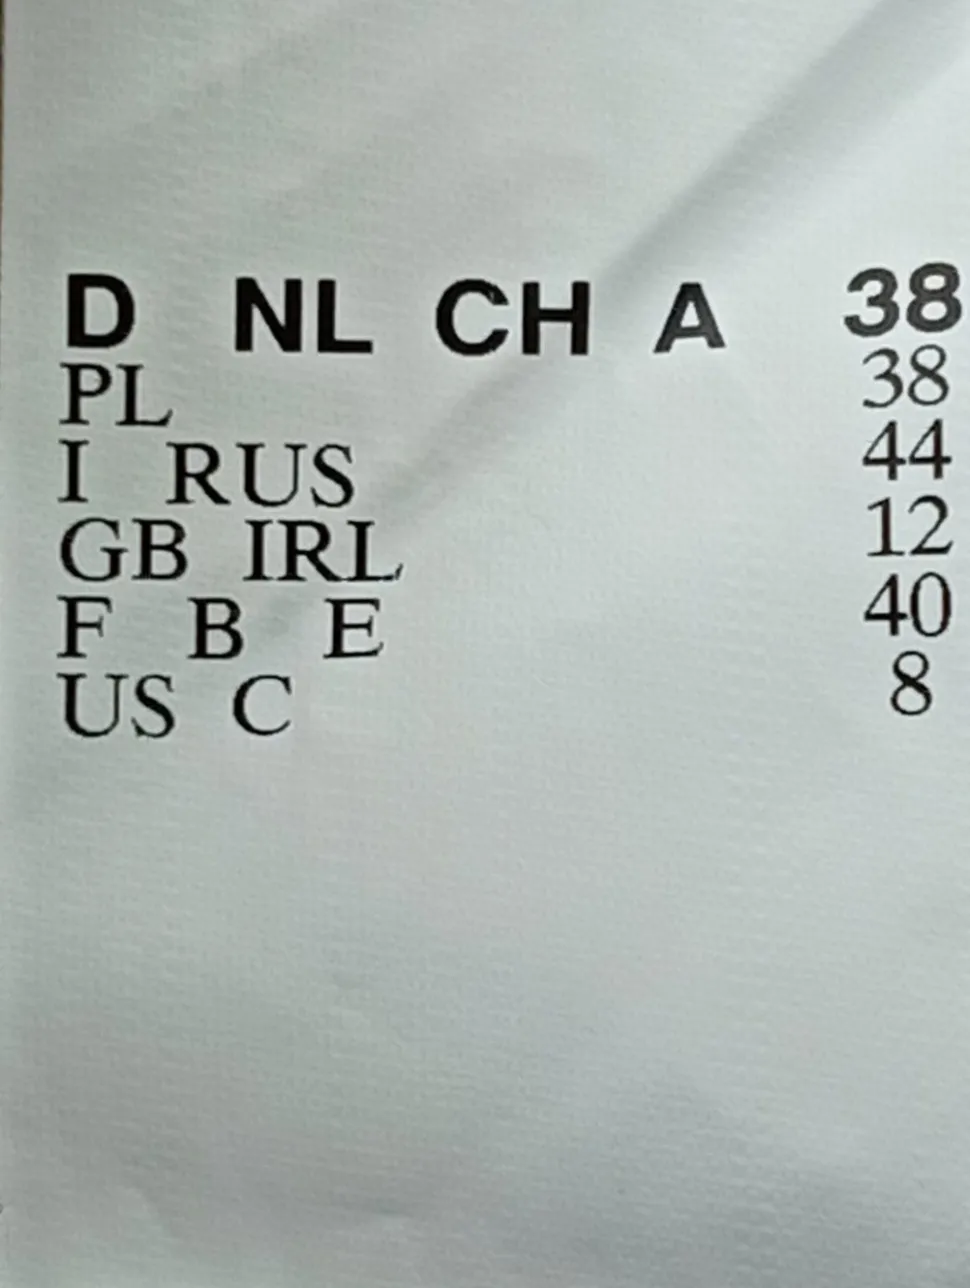 D NL CH A 38
PL 38
I RUS 44
GB IRL 12
F B E 40
US C 8